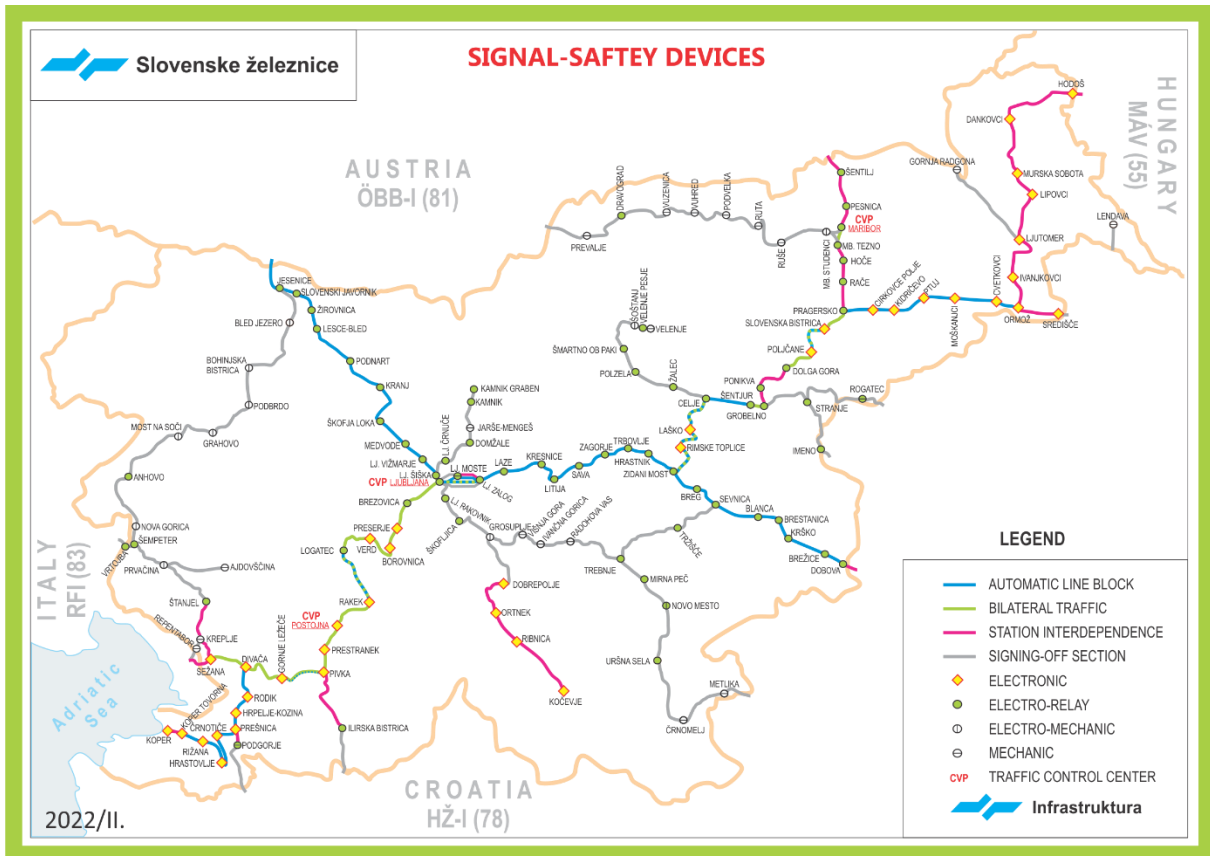 Slovenske železnice
SIGNAL-SAFTEY DEVICES
AUSTRIA
ÖBB-I (81)
HUNGARY
MÁV (55)
ITALY
RFI (83)
CROATIA
HŽ-I (78)
Adriatic
Sea
HODOŠ
DANKOVCI
MURSKA SOBOTA
LIPOVCI
GORNJA RADGONA
LENDAVA
LJUTOMER
IVANJKOVCI
CVETKOVCI
ORMOŽ
SREDIŠČE
MOŠKANJCI
PTUJ
KIDRIČEVO
CIRKOVCE POLJE
PRAGERSKO
ŠENTILJ
PESNICA
CVP
MARIBOR
MB. TEZNO
HOČE
RAČE
MB. STUDENCI
RUŠE
RUTA
PODVELKA
VUHRED
VUZENICA
DRAVOGRAD
PREVALJE
SLOVENSKA BISTRICA
POLJČANE
DOLGA GORA
PONIKVA
GROBELNO
ŠENTJUR
CELJE
ROGATEC
STRANJE
IMENO
ŠOŠTANJ
VELENJE PESJE
VELENJE
ŠMARTNO OB PAKI
POLZELA
ŽALEC
LAŠKO
RIMSKE TOPLICE
ZIDANI MOST
HRASTNIK
TRBOVLJE
ZAGORJE
SAVA
LITIJA
KRESNICE
LAZE
LJ. ZALOG
LJ. MOSTE
BREG
SEVNICA
BLANCA
BRESTANICA
KRŠKO
BREŽICE
DOBOVA
TRŽIŠČE
TREBNJE
MIRNA PEČ
NOVO MESTO
URŠNA SELA
METLIKA
ČRNOMELJ
RADOHOVA VAS
IVANČNA GORICA
VIŠNJA GORA
GROSUPLJE
ŠKOFLJICA
LJ. RAKOVNIK
DOBREPOLJE
ORTNEK
RIBNICA
KOČEVJE
KAMNIK GRABEN
KAMNIK
JARŠE-MENGEŠ
DOMŽALE
LJ. ČRNUČE
JESENICE
SLOVENSKI JAVORNIK
ŽIROVNICA
LESCE-BLED
PODNART
KRANJ
ŠKOFJA LOKA
MEDVODE
LJ. VIŽMARJE
LJ. ŠIŠKA
CVP LJUBLJANA
BLED JEZERO
BOHINJSKA
BISTRICA
PODBRDO
GRAHOVO
MOST NA SOČI
ANHOVO
NOVA GORICA
ŠEMPETER
VRTOJBA
PRVAČINA
AJDOVŠČINA
ŠTANJEL
KREPLJE
REPENTABOR
SEŽANA
BREZOVICA
PRESERJE
BOROVNICA
VERD
LOGATEC
RAKEK
CVP
POSTOJNA
PRESTRANEK
PIVKA
GORNJE LEŽEČE
DIVAČA
RODIK
HRPELJE-KOZINA
PREŠNICA
PODGORJE
ČRNOTIČE
KOPER TOVORNA
KOPER
RIŽANA
HRASTOVLJE
ILIRSKA BISTRICA
LEGEND
AUTOMATIC LINE BLOCK
BILATERAL TRAFFIC
STATION INTERDEPENDENCE
SIGNING-OFF SECTION
ELECTRONIC
ELECTRO-RELAY
ELECTRO-MECHANIC
MECHANIC
CVP TRAFFIC CONTROL CENTER
Infrastruktura
2022/II.